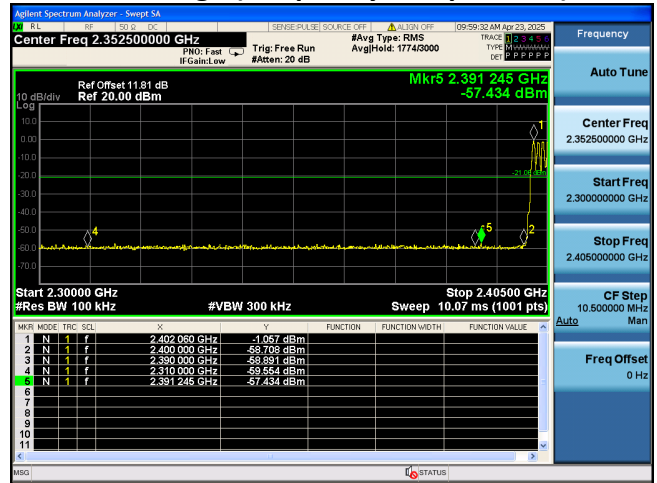 Agilent Spectrum Analyzer - Swept SA
RL RF 50 Ω DC SENSE:PULSE SOURCE OFF ALIGN OFF 09:59:32 AM Apr 23, 2025
Center Freq 2.352500000 GHz
PNO: Fast
IFGain:Low
Trig: Free Run
#Atten: 20 dB
#Avg Type: RMS
Avg|Hold: 1774/3000
TRACE 1 2 3 4 5 6
TYPE M W W W W W
DET P P P P P P
Ref Offset 11.81 dB
10 dB/div Ref 20.00 dBm
Log
Mkr5 2.391 245 GHz
-57.434 dBm
10.0
0.00
-10.0
-20.0
-30.0
-40.0
-50.0
-60.0
-70.0
1
4
5
2
Start 2.30000 GHz Stop 2.40500 GHz
#Res BW 100 kHz #VBW 300 kHz Sweep 10.07 ms (1001 pts)
MKR MODE TRC SCL X Y FUNCTION FUNCTION WIDTH FUNCTION VALUE
1 N 1 f 2.402 060 GHz -1.057 dBm
2 N 1 f 2.400 000 GHz -58.708 dBm
3 N 1 f 2.390 000 GHz -58.891 dBm
4 N 1 f 2.310 000 GHz -59.554 dBm
5 N 1 f 2.391 245 GHz -57.434 dBm
6
7
8
9
10
11
MSG STATUS
Frequency
Auto Tune
Center Freq
2.352500000 GHz
Start Freq
2.300000000 GHz
Stop Freq
2.405000000 GHz
CF Step
10.500000 MHz
Auto Man
Freq Offset
0 Hz